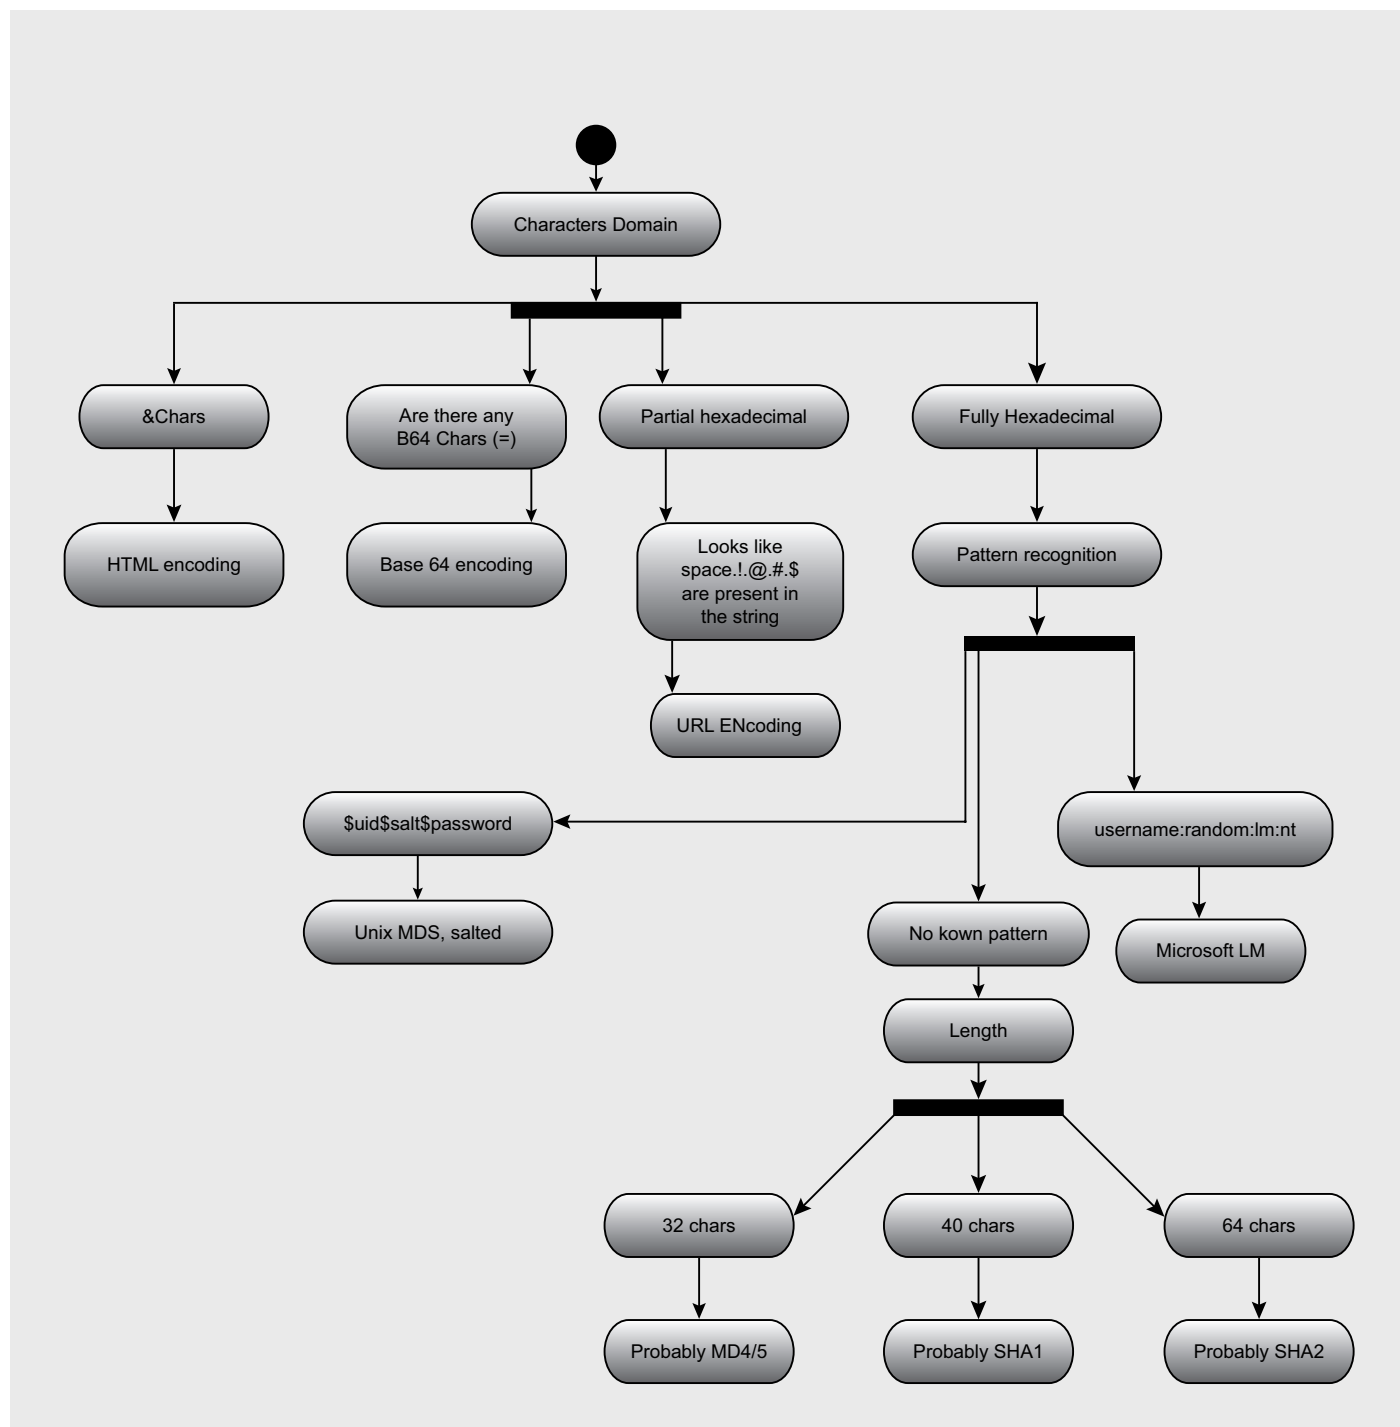 Characters Domain
&Chars
Are there any
B64 Chars (=)
Partial hexadecimal
Fully Hexadecimal
HTML encoding
Base 64 encoding
Looks like
space.!.@.#.$
are present in
the string
Pattern recognition
URL ENcoding
$uid$salt$password
username:random:lm:nt
Unix MDS, salted
No kown pattern
Microsoft LM
Length
32 chars
40 chars
64 chars
Probably MD4/5
Probably SHA1
Probably SHA2